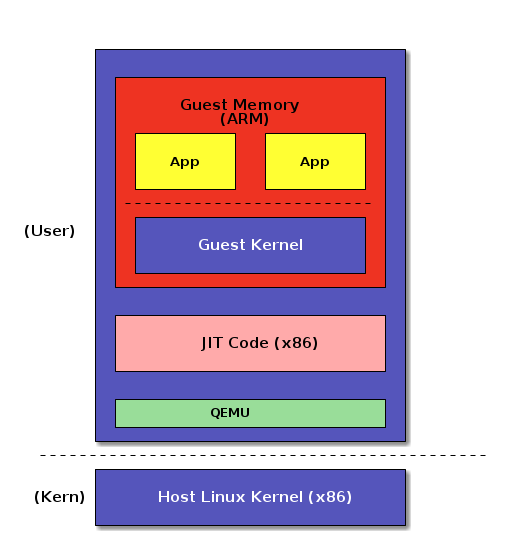 Guest Memory
(ARM)
App
App
(User)
Guest Kernel
JIT Code (x86)
QEMU
(Kern)
Host Linux Kernel (x86)